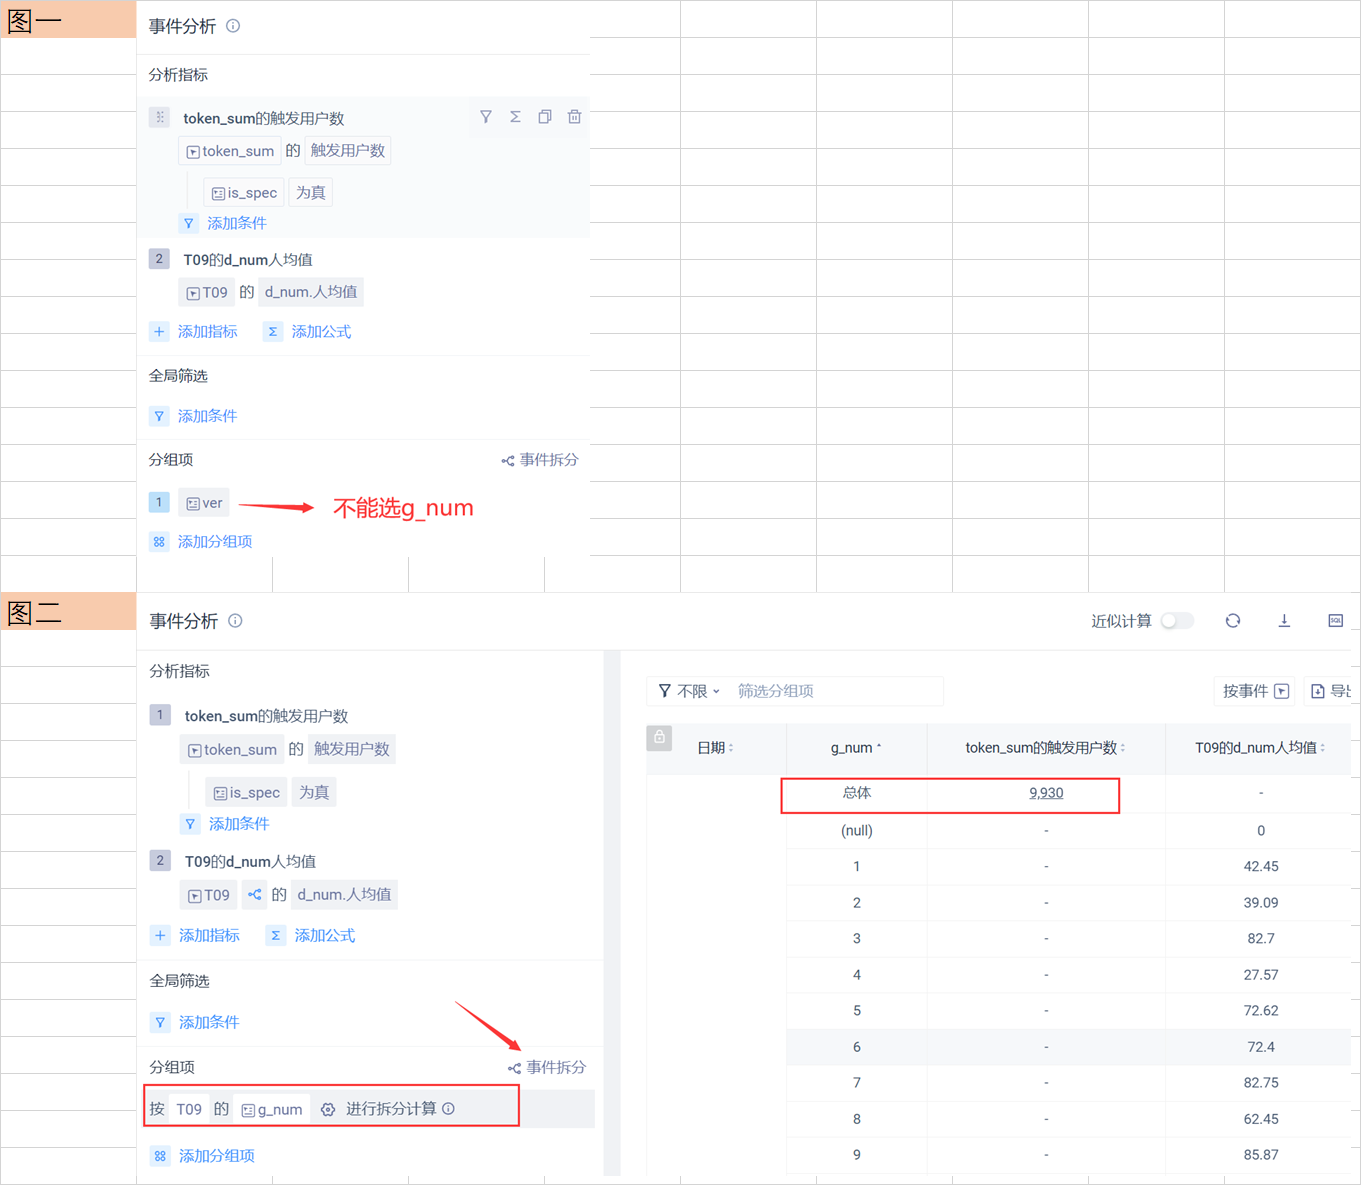 图一
事件分析
分析指标
token_sum的触发用户数
token_sum 的 触发用户数
is_spec 为真
添加条件
2 T09的d_num人均值
T09 的 d_num.人均值
添加指标 Σ 添加公式
全局筛选
添加条件
分组项 事件拆分
1 ver 不能选g_num
添加分组项
图二
事件分析 近似计算 SQL
分析指标
不限 筛选分组项 按事件 导出
1 token_sum的触发用户数
token_sum 的 触发用户数
is_spec 为真
添加条件
2 T09的d_num人均值
T09 的 d_num.人均值
添加指标 Σ 添加公式
全局筛选
添加条件
分组项 事件拆分
按 T09 的 g_num 进行拆分计算
添加分组项
日期 g_num token_sum的触发用户数 T09的d_num人均值
总体 9,930 -
(null) - 0
1 - 42.45
2 - 39.09
3 - 82.7
4 - 27.57
5 - 72.62
6 - 72.4
7 - 82.75
8 - 62.45
9 - 85.87